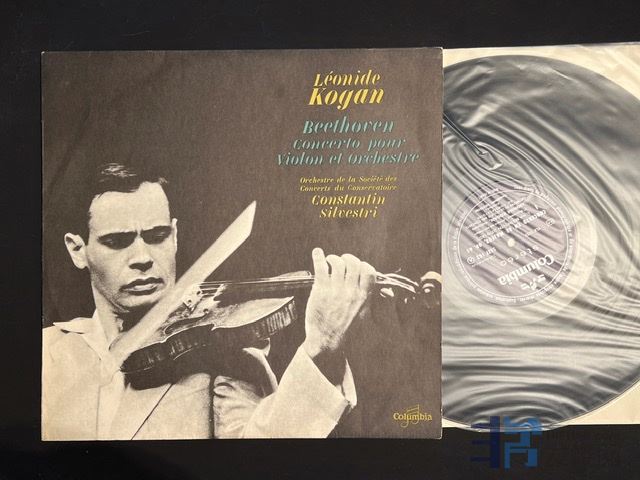 Léonide
Kogan
Beethoven
Concerto pour
Violon et Orchestre
Orchestre de la Société des
Concerts du Conservatoire
Constantin
Silvestri
Columbia
Columbia